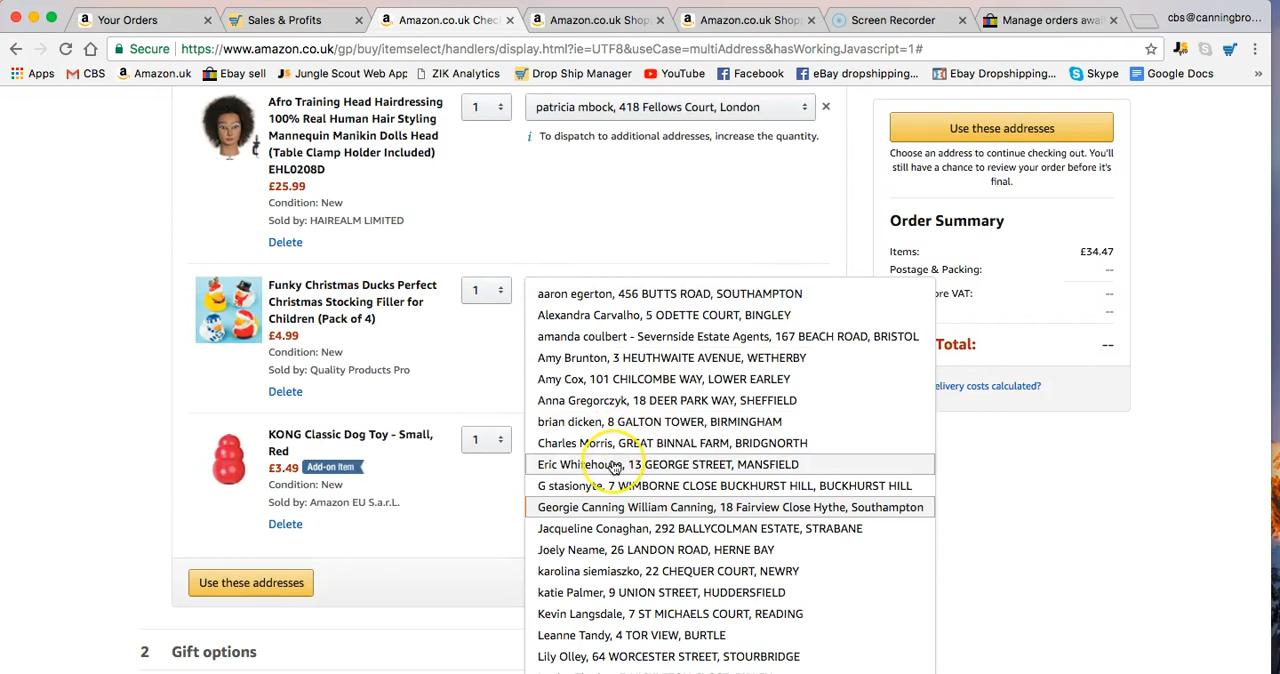 Your Orders
Sales & Profits
Amazon.co.uk Chec
Amazon.co.uk Shop
Amazon.co.uk Shop
Screen Recorder
Manage orders awai
cbs@canningbro...
Secure
https://www.amazon.co.uk/gp/buy/itemselect/handlers/display.html?ie=UTF8&useCase=multiAddress&hasWorkingJavascript=1#
Apps
CBS
Amazon.uk
Ebay sell
Jungle Scout Web App
ZIK Analytics
Drop Ship Manager
YouTube
Facebook
eBay dropshipping...
Ebay Dropshipping...
Skype
Google Docs
»
Afro Training Head Hairdressing
100% Real Human Hair Styling
Mannequin Manikin Dolls Head
(Table Clamp Holder Included)
EHL0208D
£25.99
Condition: New
Sold by: HAIREALM LIMITED
Delete
1
patricia mbock, 418 Fellows Court, London
To dispatch to additional addresses, increase the quantity.
Use these addresses
Choose an address to continue checking out. You'll
still have a chance to review your order before it's
final.
Order Summary
Items: £34.47
Postage & Packing: --
ore VAT: --
--
Total: --
elivery costs calculated?
Funky Christmas Ducks Perfect
Christmas Stocking Filler for
Children (Pack of 4)
£4.99
Condition: New
Sold by: Quality Products Pro
Delete
1
KONG Classic Dog Toy - Small,
Red
£3.49 Add-on Item
Condition: New
Sold by: Amazon EU S.a.r.L.
Delete
1
aaron egerton, 456 BUTTS ROAD, SOUTHAMPTON
Alexandra Carvalho, 5 ODETTE COURT, BINGLEY
amanda coulbert - Severnside Estate Agents, 167 BEACH ROAD, BRISTOL
Amy Brunton, 3 HEUTHWAITE AVENUE, WETHERBY
Amy Cox, 101 CHILCOMBE WAY, LOWER EARLEY
Anna Gregorczyk, 18 DEER PARK WAY, SHEFFIELD
brian dicken, 8 GALTON TOWER, BIRMINGHAM
Charles Morris, GREAT BINNAL FARM, BRIDGNORTH
Eric Whitehouse, 13 GEORGE STREET, MANSFIELD
G stasionyte, 7 WIMBORNE CLOSE BUCKHURST HILL, BUCKHURST HILL
Georgie Canning William Canning, 18 Fairview Close Hythe, Southampton
Jacqueline Conaghan, 292 BALLYCOLMAN ESTATE, STRABANE
Joely Neame, 26 LANDON ROAD, HERNE BAY
karolina siemiaszko, 22 CHEQUER COURT, NEWRY
katie Palmer, 9 UNION STREET, HUDDERSFIELD
Kevin Langsdale, 7 ST MICHAELS COURT, READING
Leanne Tandy, 4 TOR VIEW, BURTLE
Lily Olley, 64 WORCESTER STREET, STOURBRIDGE
Use these addresses
2 Gift options